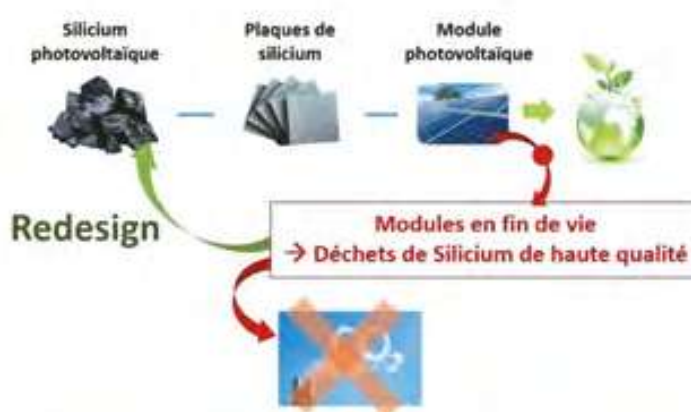 Silicium
photovoltaïque
Plaques de
silicium
Module
photovoltaïque
Redesign
Modules en fin de vie
→ Déchets de Silicium de haute qualité